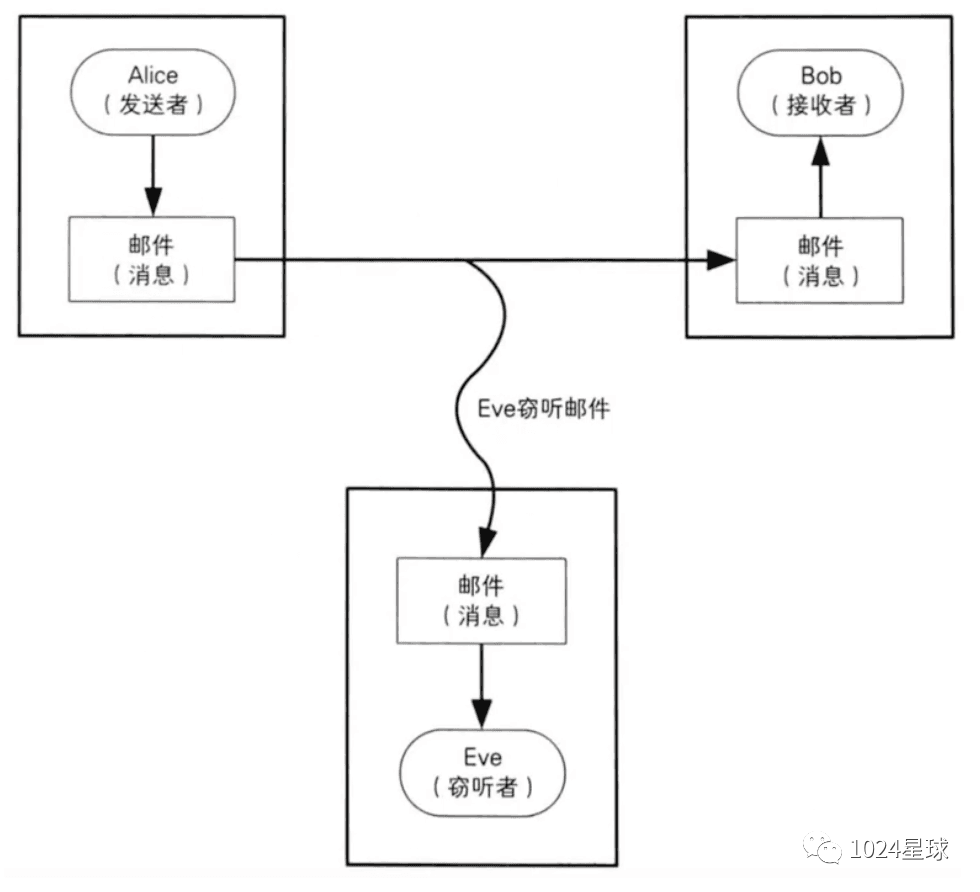 Alice
（发送者）
邮件
（消息）
Bob
（接收者）
邮件
（消息）
Eve窃听邮件
邮件
（消息）
Eve
（窃听者）
1024星球